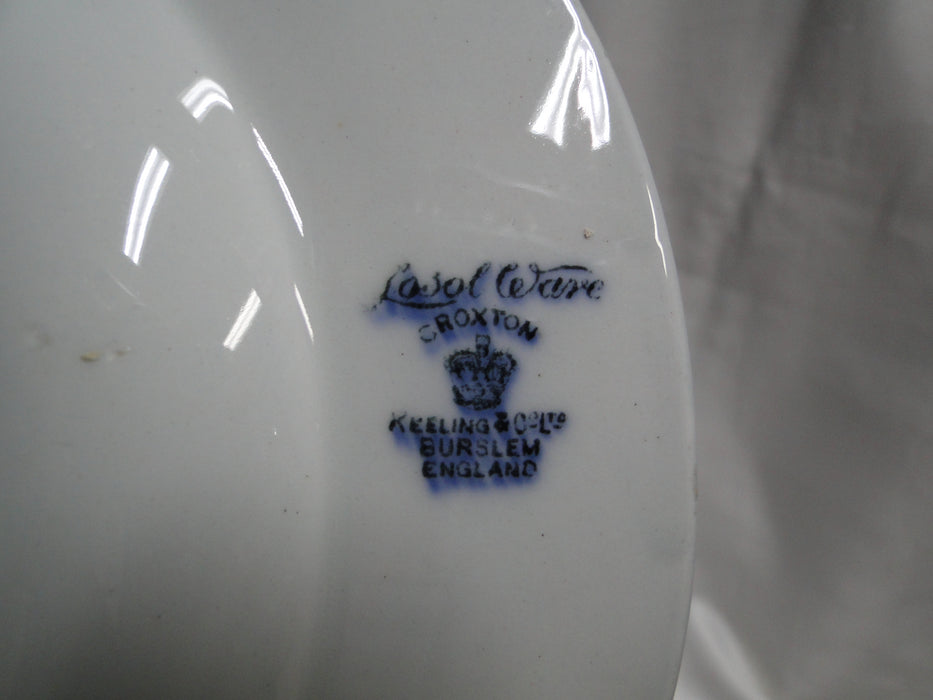 Losol Ware
CROXTON
KEELING & CO LTD
BURSLEM
ENGLAND